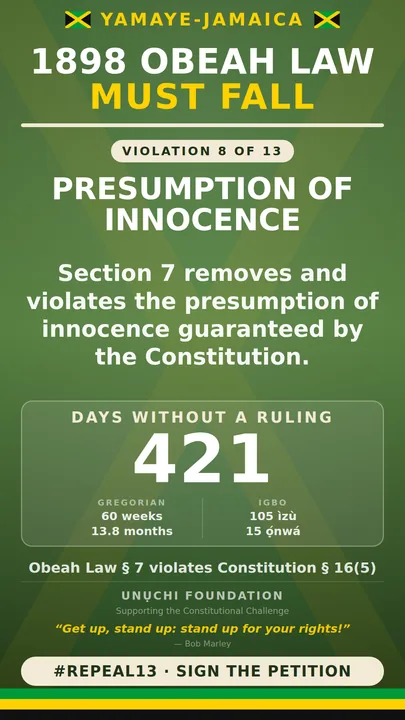 YAMAYE-JAMAICA
1898 OBEAH LAW
MUST FALL
VIOLATION 8 OF 13
PRESUMPTION OF
INNOCENCE
Section 7 removes and
violates the presumption of
innocence guaranteed by
the Constitution.
DAYS WITHOUT A RULING
421
GREGORIAN
60 weeks
13.8 months
IGBO
105 ìzù
15 ọ́nwá
Obeah Law § 7 violates Constitution § 16(5)
UNỤCHI FOUNDATION
Supporting the Constitutional Challenge
“Get up, stand up: stand up for your rights!”
— Bob Marley
#REPEAL13 · SIGN THE PETITION